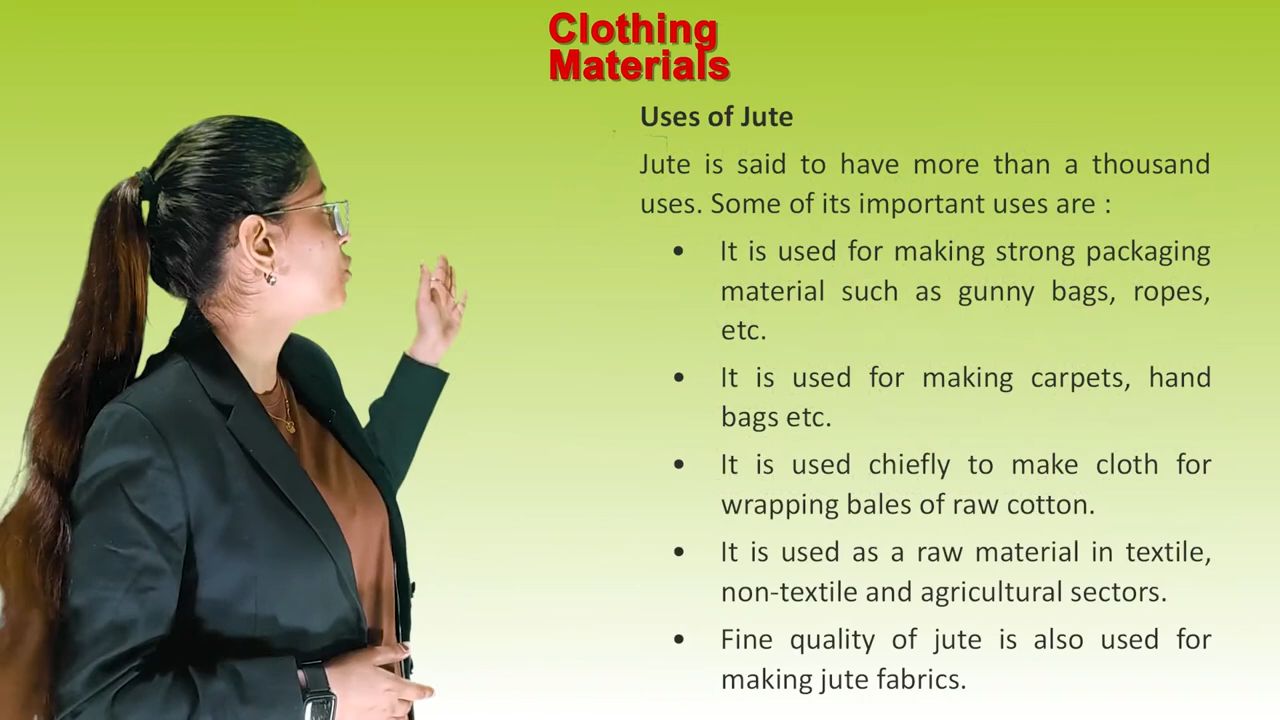 Clothing
Materials
Uses of Jute
Jute is said to have more than a thousand
uses. Some of its important uses are :
• It is used for making strong packaging
material such as gunny bags, ropes,
etc.
• It is used for making carpets, hand
bags etc.
• It is used chiefly to make cloth for
wrapping bales of raw cotton.
• It is used as a raw material in textile,
non-textile and agricultural sectors.
• Fine quality of jute is also used for
making jute fabrics.